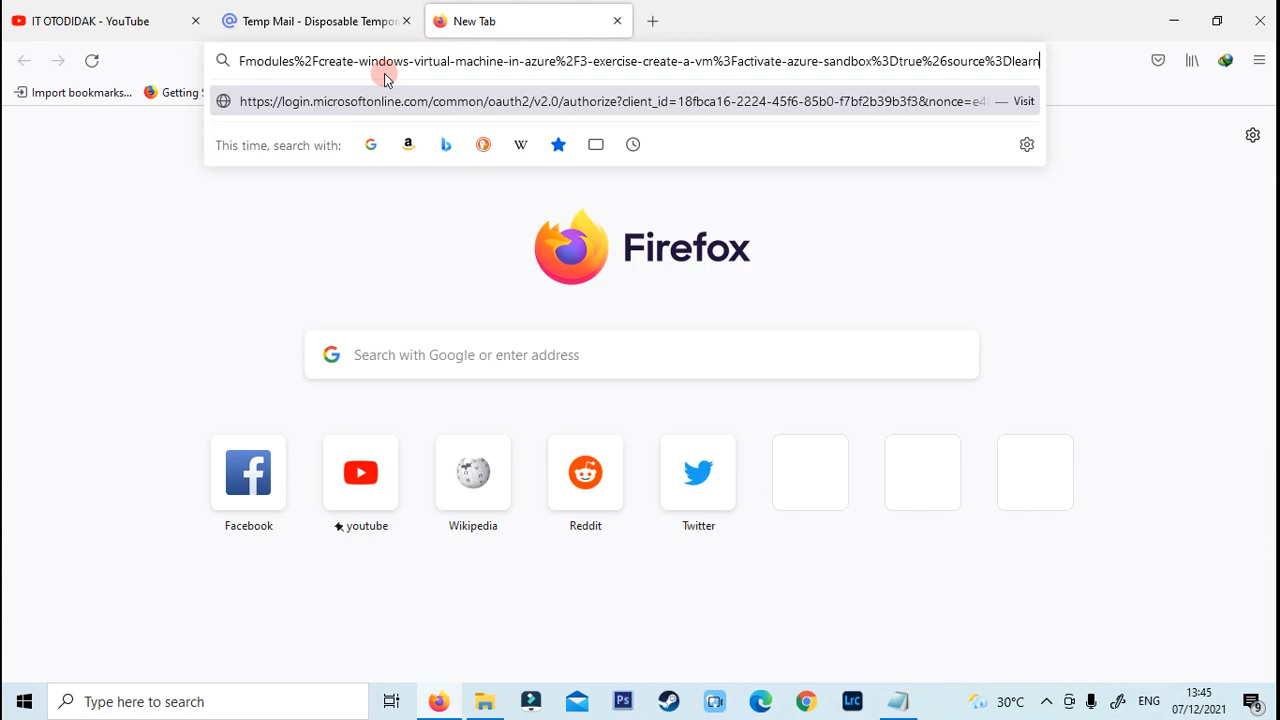 IT OTODIDAK - YouTube
Temp Mail - Disposable Tempor
New Tab
Fmodules%2Fcreate-windows-virtual-machine-in-azure%2F3-exercise-create-a-vm%3Factivate-azure-sandbox%3Dtrue%26source%3Dlearn
Import bookmarks...
Getting S
https://login.microsoftonline.com/common/oauth2/v2.0/authorize?client_id=18fbca16-2224-45f6-85b0-f7bf2b39b3f3&nonce=e4 — Visit
This time, search with:
Firefox
Search with Google or enter address
Facebook
youtube
Wikipedia
Reddit
Twitter
Type here to search
30°C
ENG
13:45
07/12/2021
9